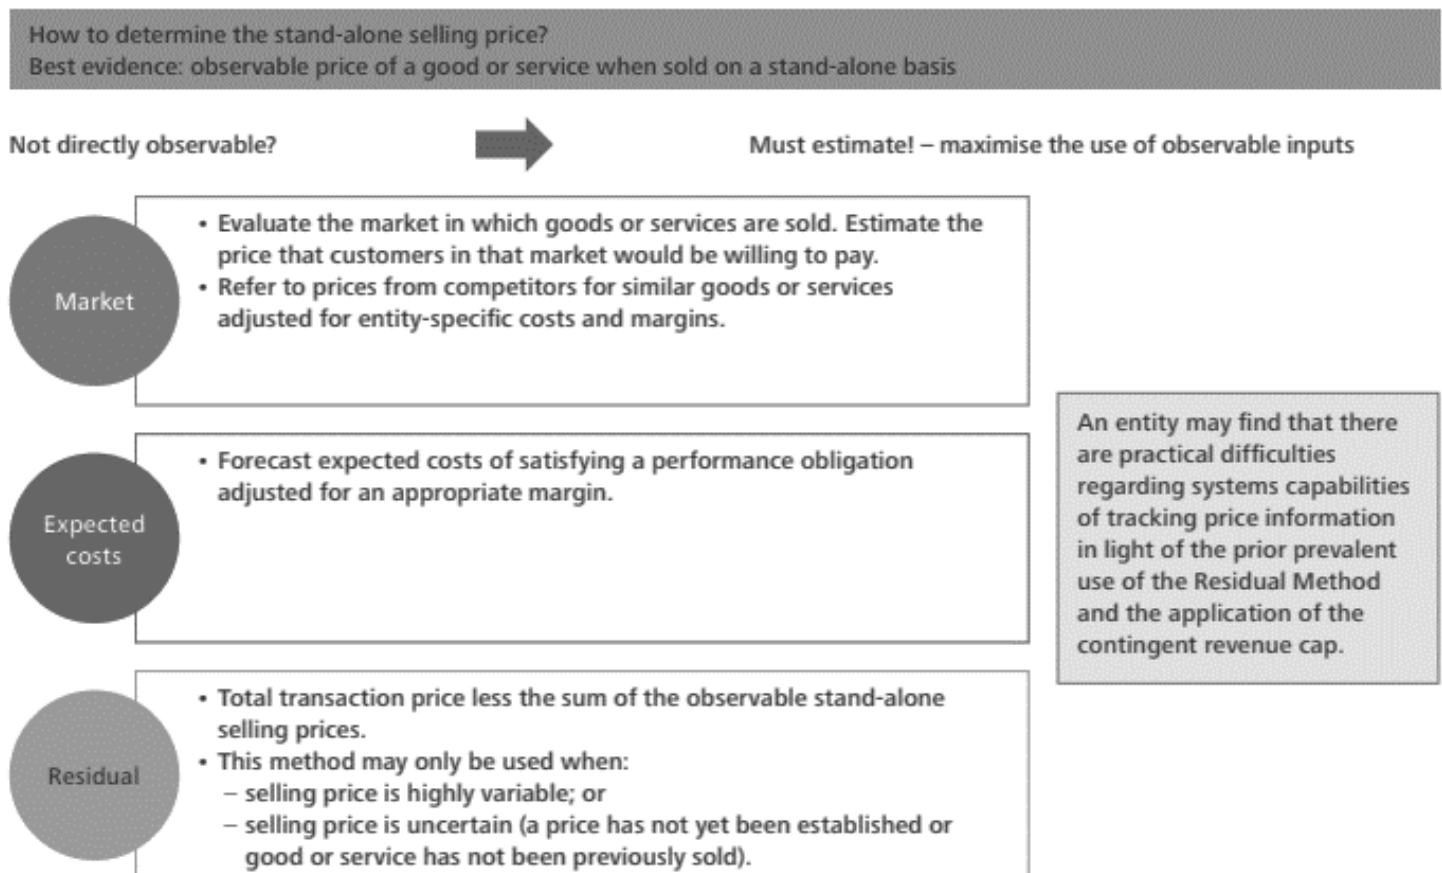 How to determine the stand-alone selling price?
Best evidence: observable price of a good or service when sold on a stand-alone basis
Not directly observable?
Must estimate! – maximise the use of observable inputs
Market
• Evaluate the market in which goods or services are sold. Estimate the
price that customers in that market would be willing to pay.
• Refer to prices from competitors for similar goods or services
adjusted for entity-specific costs and margins.
Expected
costs
• Forecast expected costs of satisfying a performance obligation
adjusted for an appropriate margin.
Residual
• Total transaction price less the sum of the observable stand-alone
selling prices.
• This method may only be used when:
– selling price is highly variable; or
– selling price is uncertain (a price has not yet been established or
good or service has not been previously sold).
An entity may find that there
are practical difficulties
regarding systems capabilities
of tracking price information
in light of the prior prevalent
use of the Residual Method
and the application of the
contingent revenue cap.